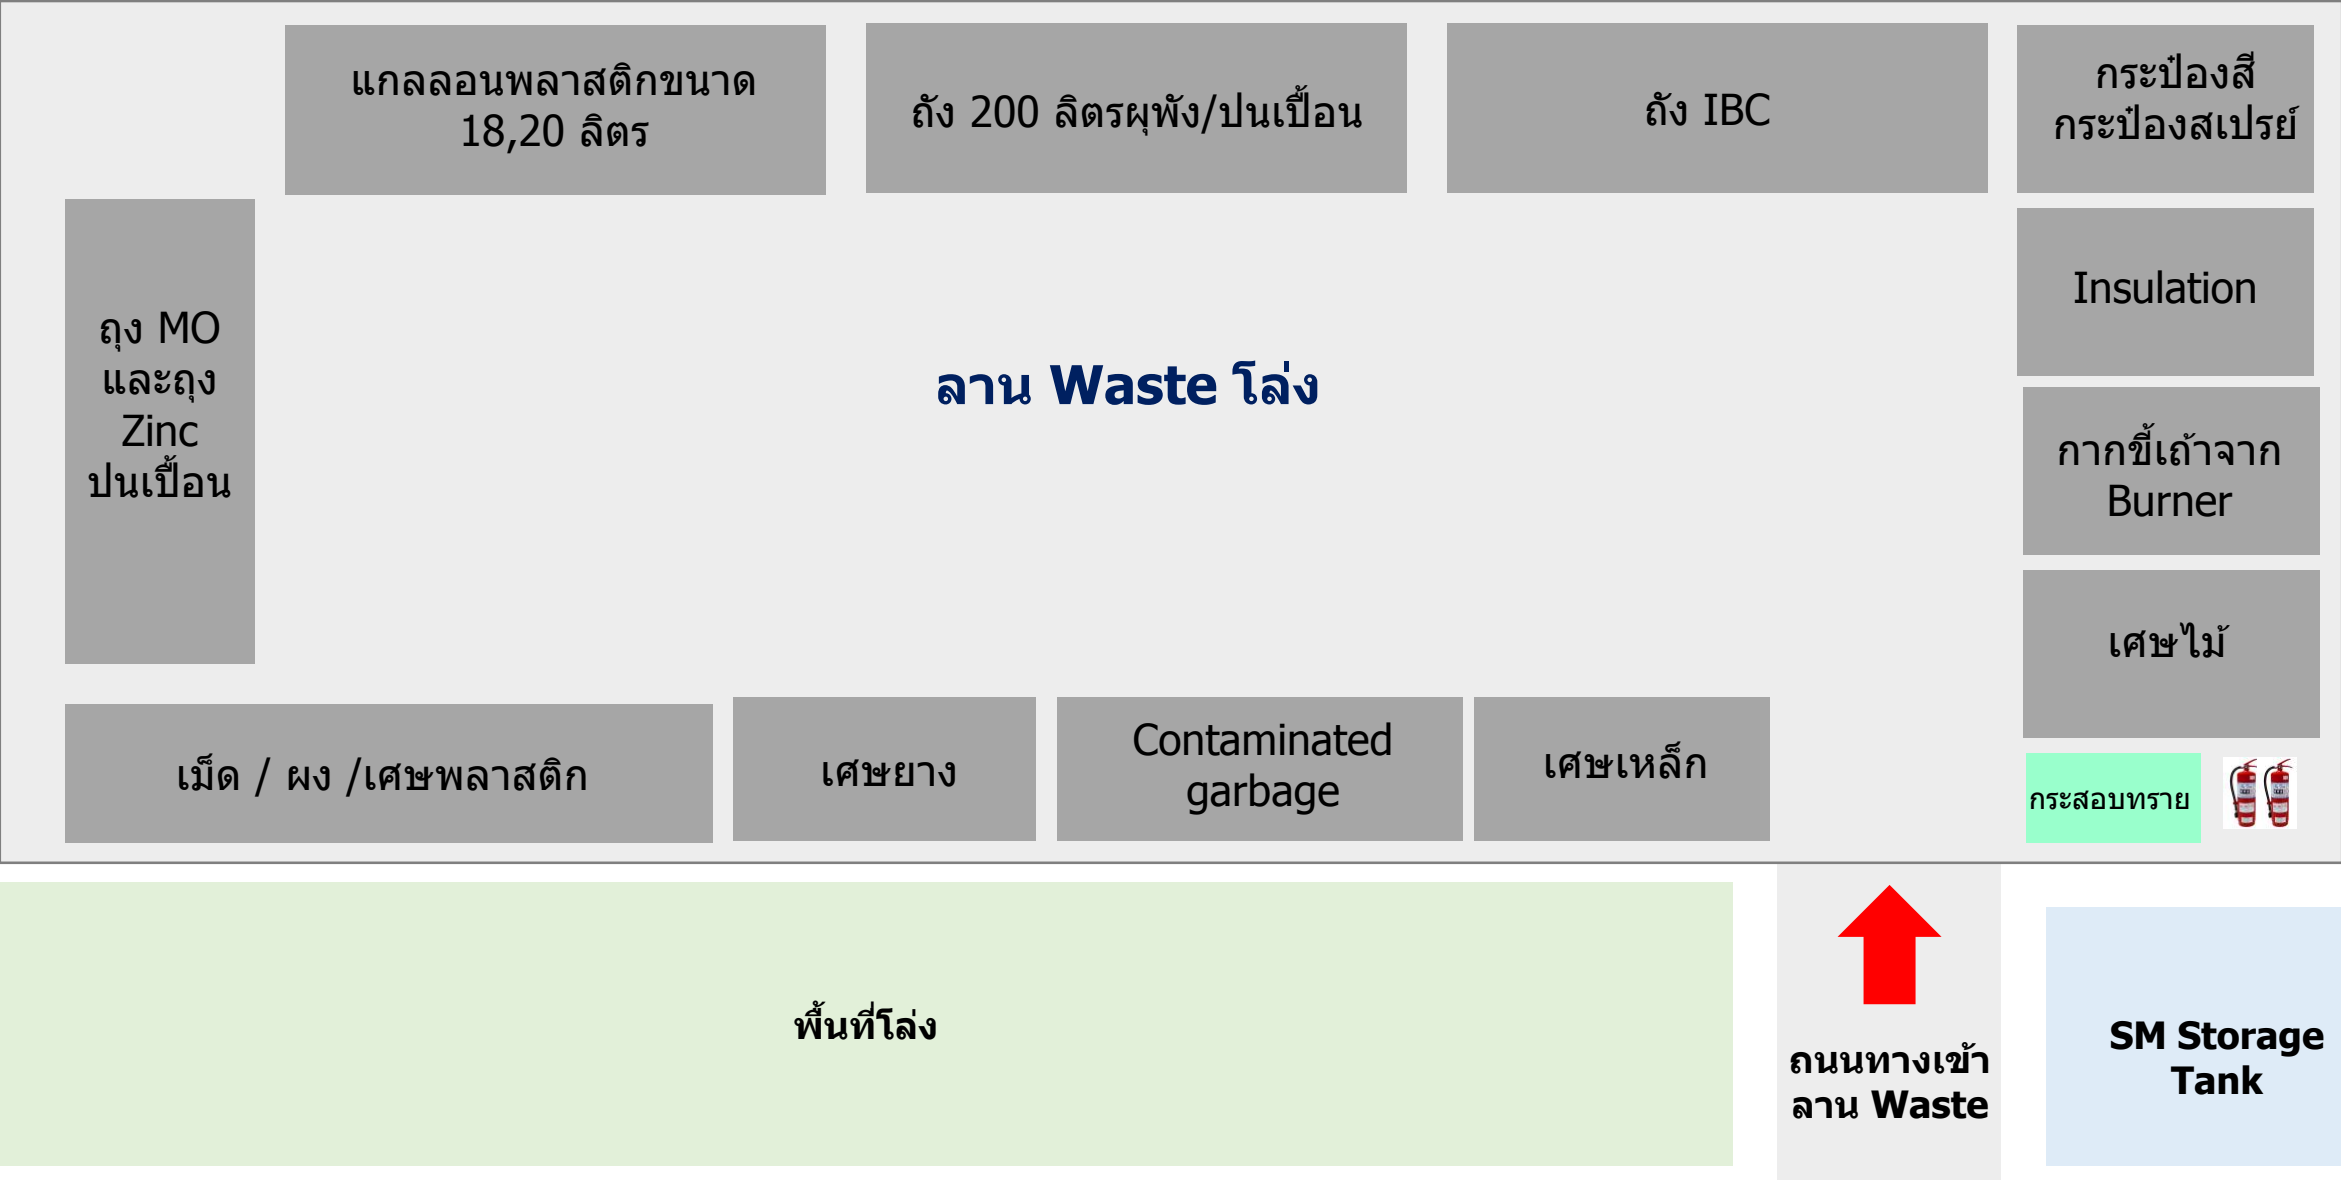 แกลลอนพลาสติกขนาด
18,20 ลิตร
ถัง 200 ลิตรผุพัง/ปนเปื้อน
ถัง IBC
กระป๋องสี
กระป๋องสเปรย์
Insulation
ถุง MO
และถุง
Zinc
ปนเปื้อน
ลาน Waste โล่ง
กากขี้เถ้าจาก
Burner
เศษไม้
เม็ด / ผง /เศษพลาสติก
เศษยาง
Contaminated
garbage
เศษเหล็ก
กระสอบทราย
พื้นที่โล่ง
ถนนทางเข้า
ลาน Waste
SM Storage
Tank